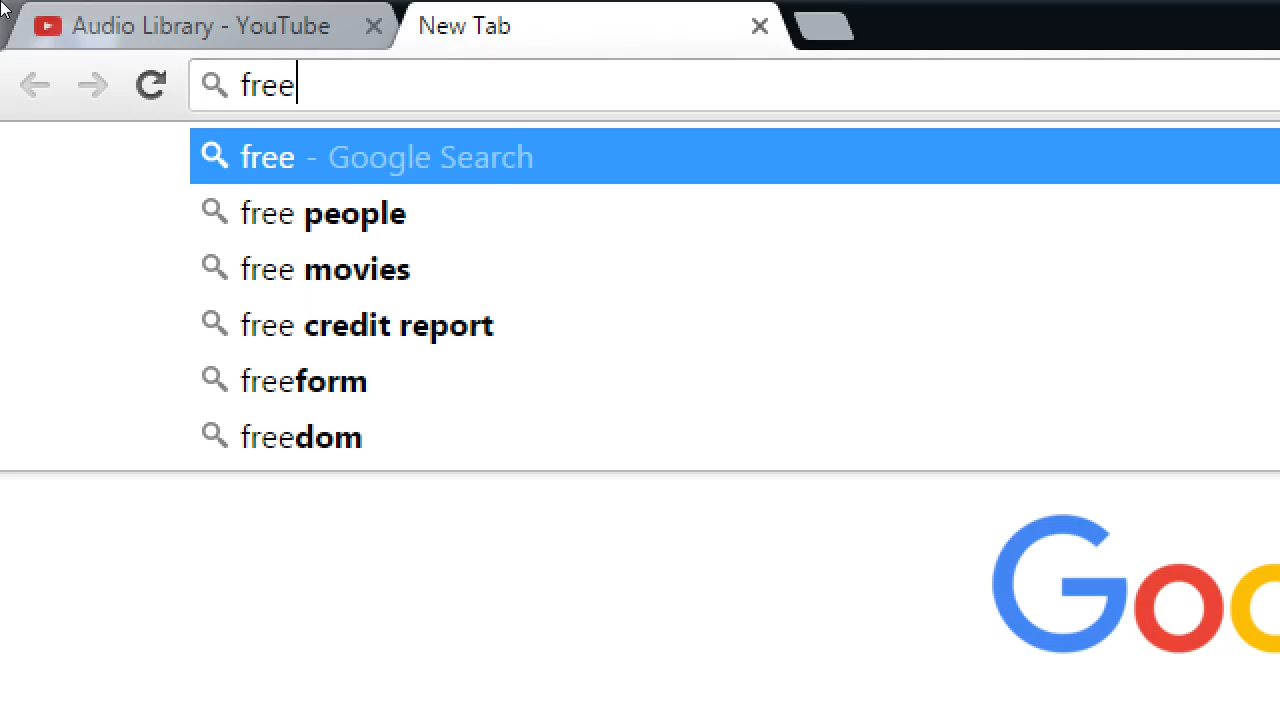 Audio Library - YouTube
New Tab
free
free - Google Search
free people
free movies
free credit report
freeform
freedom
Goo